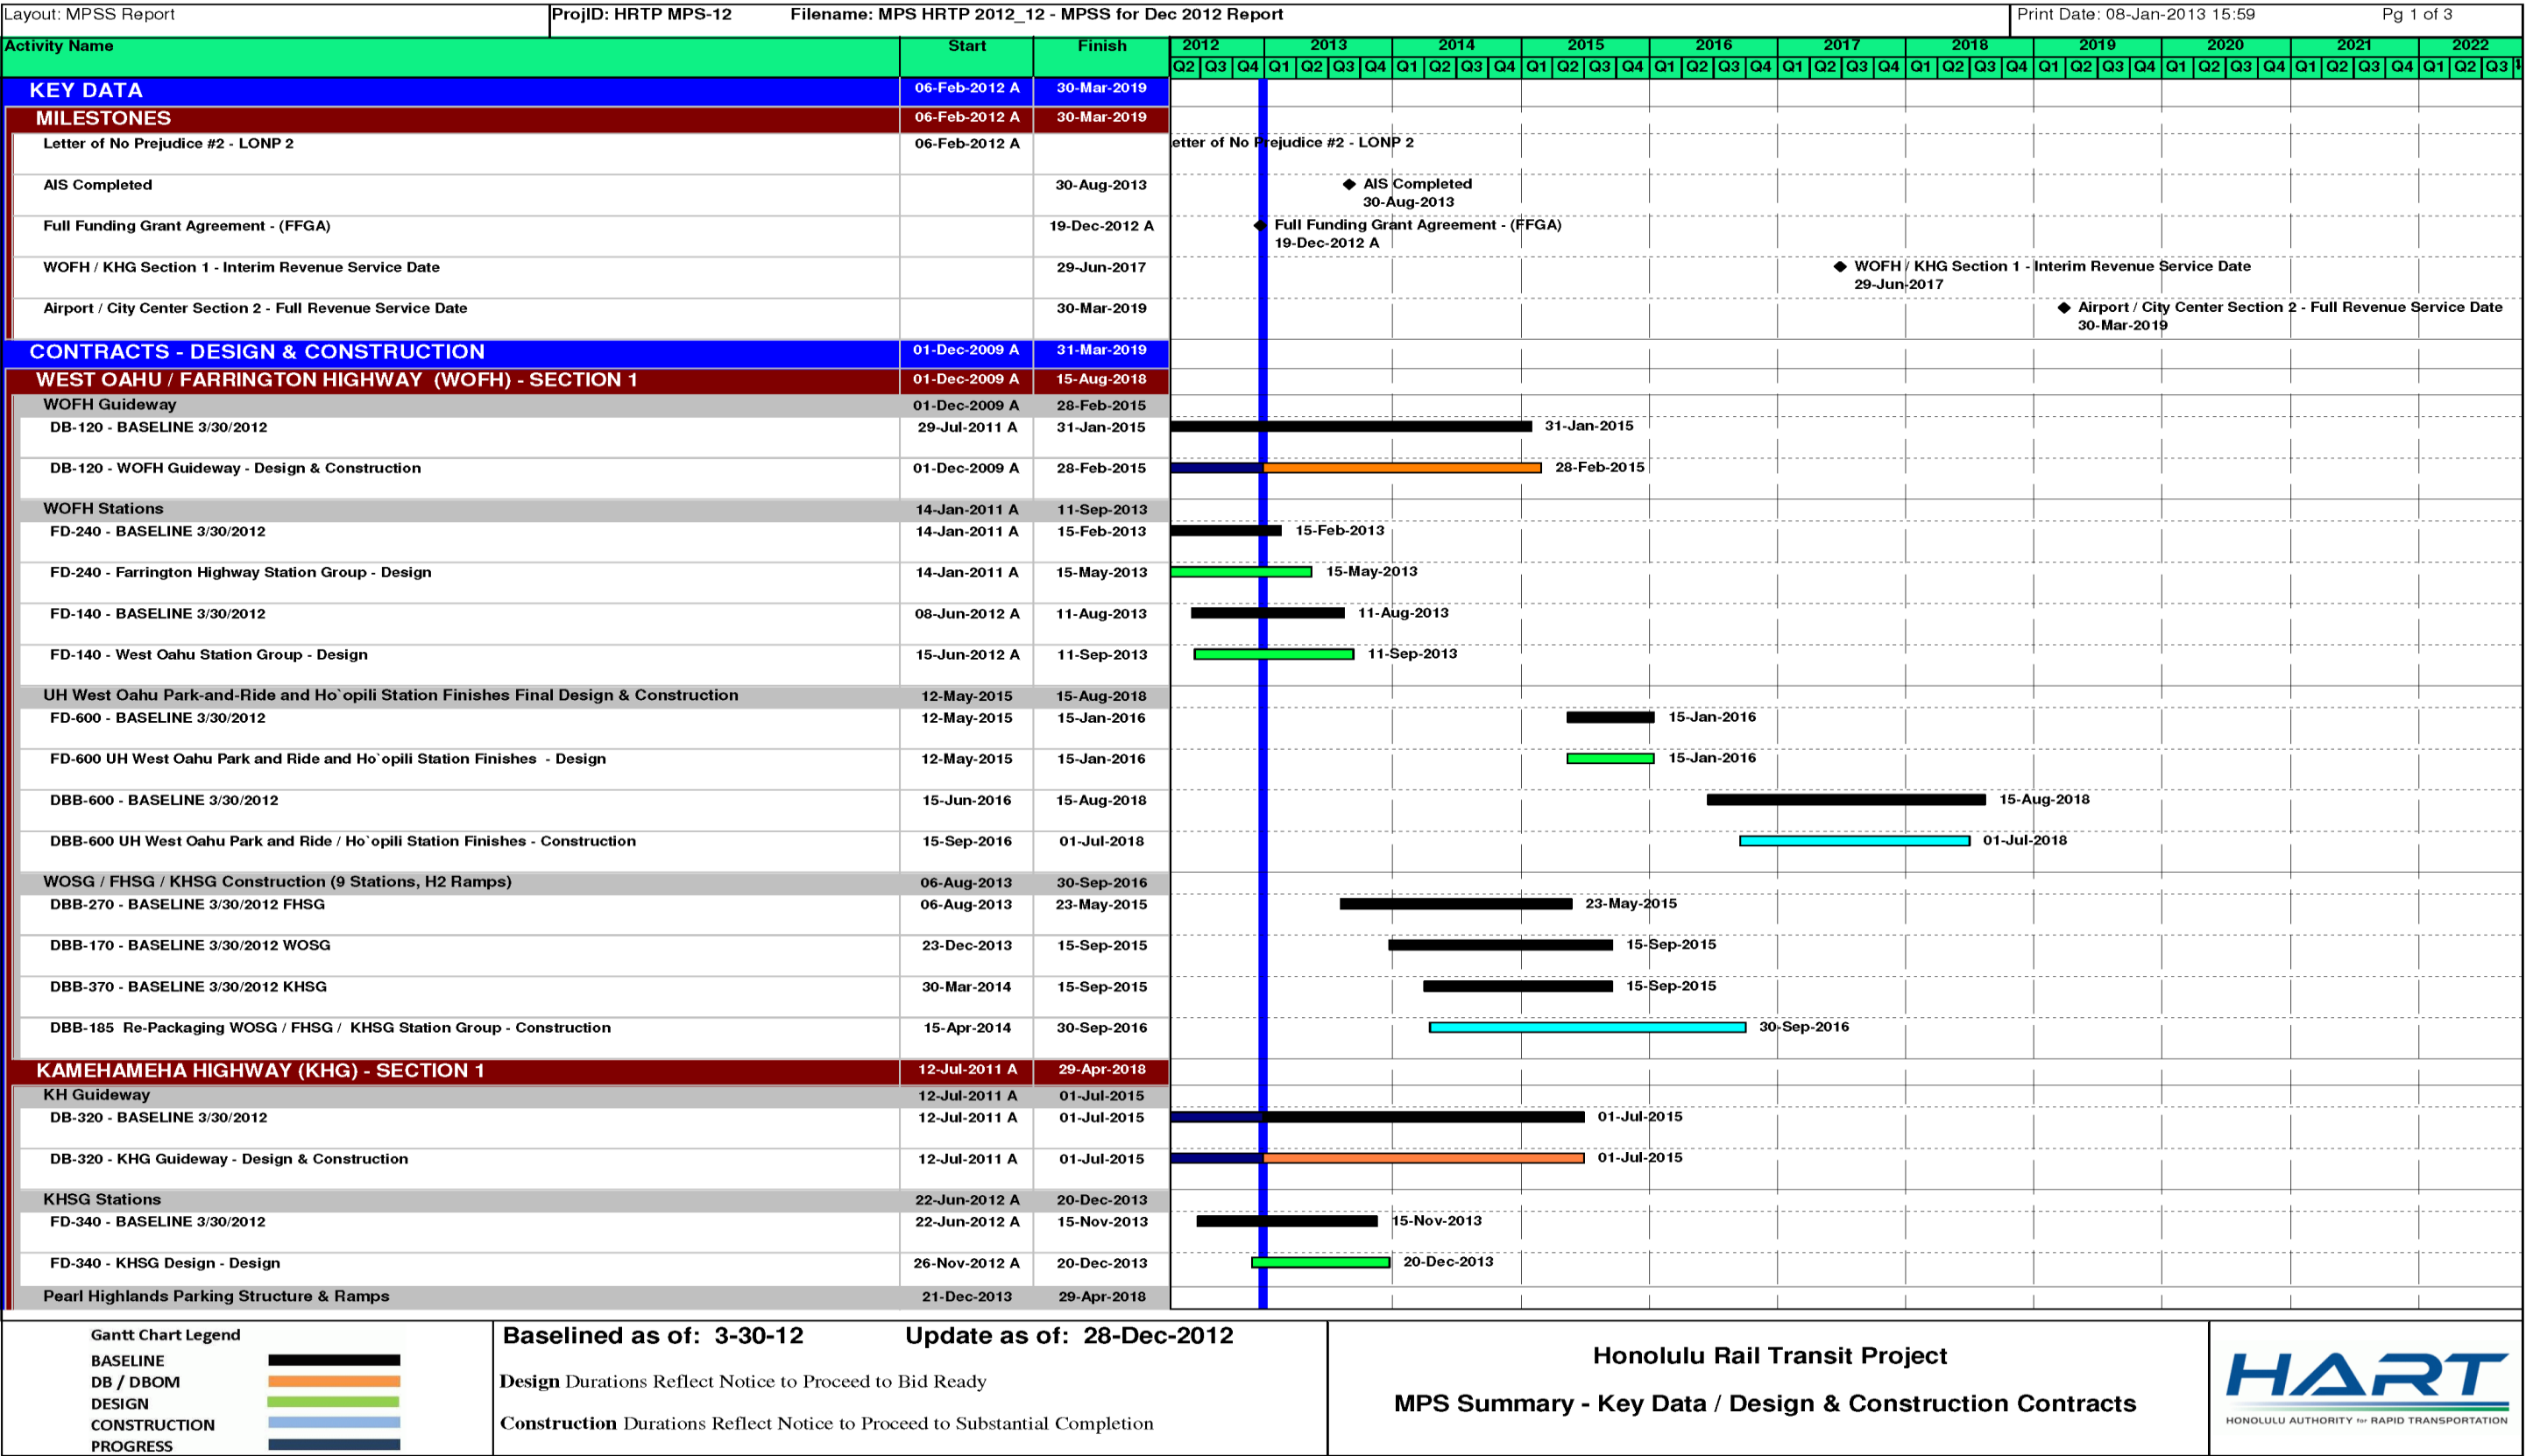 Layout: MPSS Report ProjID: HRTP MPS-12 Filename: MPS HRTP 2012_12 - MPSS for Dec 2012 Report Print Date: 08-Jan-2013 15:59 Pg 1 of 3
Activity Name Start Finish 2012 2013 2014 2015 2016 2017 2018 2019 2020 2021 2022
Q2 Q3 Q4 Q1 Q2 Q3 Q4 Q1 Q2 Q3 Q4 Q1 Q2 Q3 Q4 Q1 Q2 Q3 Q4 Q1 Q2 Q3 Q4 Q1 Q2 Q3 Q4 Q1 Q2 Q3 Q4 Q1 Q2 Q3 Q4 Q1 Q2 Q3 Q4 Q1 Q2 Q3
KEY DATA 06-Feb-2012 A 30-Mar-2019
MILESTONES 06-Feb-2012 A 30-Mar-2019
Letter of No Prejudice #2 - LONP 2 06-Feb-2012 A etter of No Prejudice #2 - LONP 2
AIS Completed 30-Aug-2013 AIS Completed
30-Aug-2013
Full Funding Grant Agreement - (FFGA) 19-Dec-2012 A Full Funding Grant Agreement - (FFGA)
19-Dec-2012 A
WOFH / KHG Section 1 - Interim Revenue Service Date 29-Jun-2017 WOFH / KHG Section 1 - Interim Revenue Service Date
29-Jun-2017
Airport / City Center Section 2 - Full Revenue Service Date 30-Mar-2019 Airport / City Center Section 2 - Full Revenue Service Date
30-Mar-2019
CONTRACTS - DESIGN & CONSTRUCTION 01-Dec-2009 A 31-Mar-2019
WEST OAHU / FARRINGTON HIGHWAY (WOFH) - SECTION 1 01-Dec-2009 A 15-Aug-2018
WOFH Guideway 01-Dec-2009 A 28-Feb-2015
DB-120 - BASELINE 3/30/2012 29-Jul-2011 A 31-Jan-2015 31-Jan-2015
DB-120 - WOFH Guideway - Design & Construction 01-Dec-2009 A 28-Feb-2015 28-Feb-2015
WOFH Stations 14-Jan-2011 A 11-Sep-2013
FD-240 - BASELINE 3/30/2012 14-Jan-2011 A 15-Feb-2013 15-Feb-2013
FD-240 - Farrington Highway Station Group - Design 14-Jan-2011 A 15-May-2013 15-May-2013
FD-140 - BASELINE 3/30/2012 08-Jun-2012 A 11-Aug-2013 11-Aug-2013
FD-140 - West Oahu Station Group - Design 15-Jun-2012 A 11-Sep-2013 11-Sep-2013
UH West Oahu Park-and-Ride and Ho`opili Station Finishes Final Design & Construction 12-May-2015 15-Aug-2018
FD-600 - BASELINE 3/30/2012 12-May-2015 15-Jan-2016 15-Jan-2016
FD-600 UH West Oahu Park and Ride and Ho`opili Station Finishes - Design 12-May-2015 15-Jan-2016 15-Jan-2016
DBB-600 - BASELINE 3/30/2012 15-Jun-2016 15-Aug-2018 15-Aug-2018
DBB-600 UH West Oahu Park and Ride / Ho`opili Station Finishes - Construction 15-Sep-2016 01-Jul-2018 01-Jul-2018
WOSG / FHSG / KHSG Construction (9 Stations, H2 Ramps) 06-Aug-2013 30-Sep-2016
DBB-270 - BASELINE 3/30/2012 FHSG 06-Aug-2013 23-May-2015 23-May-2015
DBB-170 - BASELINE 3/30/2012 WOSG 23-Dec-2013 15-Sep-2015 15-Sep-2015
DBB-370 - BASELINE 3/30/2012 KHSG 30-Mar-2014 15-Sep-2015 15-Sep-2015
DBB-185 Re-Packaging WOSG / FHSG / KHSG Station Group - Construction 15-Apr-2014 30-Sep-2016 30-Sep-2016
KAMEHAMEHA HIGHWAY (KHG) - SECTION 1 12-Jul-2011 A 29-Apr-2018
KH Guideway 12-Jul-2011 A 01-Jul-2015
DB-320 - BASELINE 3/30/2012 12-Jul-2011 A 01-Jul-2015 01-Jul-2015
DB-320 - KHG Guideway - Design & Construction 12-Jul-2011 A 01-Jul-2015 01-Jul-2015
KHSG Stations 22-Jun-2012 A 20-Dec-2013
FD-340 - BASELINE 3/30/2012 22-Jun-2012 A 15-Nov-2013 15-Nov-2013
FD-340 - KHSG Design - Design 26-Nov-2012 A 20-Dec-2013 20-Dec-2013
Pearl Highlands Parking Structure & Ramps 21-Dec-2013 29-Apr-2018
Gantt Chart Legend
BASELINE
DB / DBOM
DESIGN
CONSTRUCTION
PROGRESS
Baselined as of: 3-30-12 Update as of: 28-Dec-2012
Design Durations Reflect Notice to Proceed to Bid Ready
Construction Durations Reflect Notice to Proceed to Substantial Completion
Honolulu Rail Transit Project
MPS Summary - Key Data / Design & Construction Contracts
HART
HONOLULU AUTHORITY for RAPID TRANSPORTATION